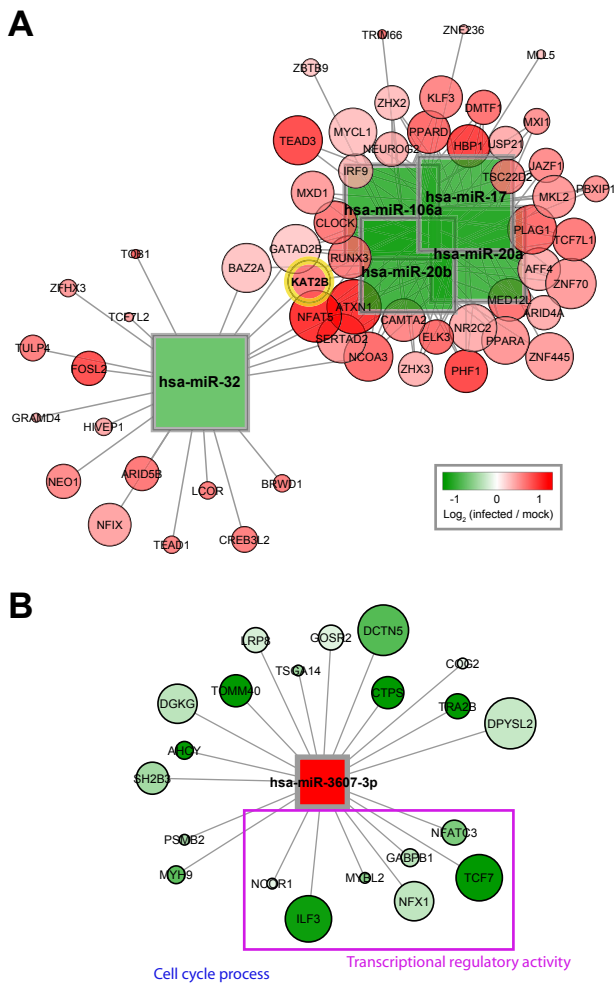 A
TRIM66
ZNF236
MLL5
ZBTB9
ZHX2
KLF3
DMTF1
MXI1
TEAD3
MYCL1
PPARD
HBP1
USP21
NEUROG2
JAZF1
IRF9
TSC22D2
PBXIP1
MXD1
hsa-miR-17
MKL2
hsa-miR-106a
CLOCK
PLAG1
TCF7L1
GATAD2B
RUNX3
hsa-miR-20a
TOB1
BAZ2A
hsa-miR-20b
AFF4
KAT2B
ZNF70
ZFHX3
MED12L
ATXN1
ARID4A
TCF7L2
NFAT5
CAMTA2
NR2C2
SERTAD2
ELK3
PPARA
TULP4
NCOA3
ZNF445
FOSL2
ZHX3
PHF1
hsa-miR-32
GRAMD4
HIVEP1
NEO1
ARID5B
LCOR
BRWD1
NFIX
TEAD1
CREB3L2
-1 0 1
Log2 (infected / mock)
B
LRP8
GOSR2
DCTN5
TSGA14
COG2
TOMM40
CTPS
DGKG
TRA2B
DPYSL2
AHCY
SH2B3
hsa-miR-3607-3p
PSMB2
NFATC3
GABPB1
MYH9
NCOR1
MYBL2
TCF7
NFX1
ILF3
Transcriptional regulatory activity
Cell cycle process